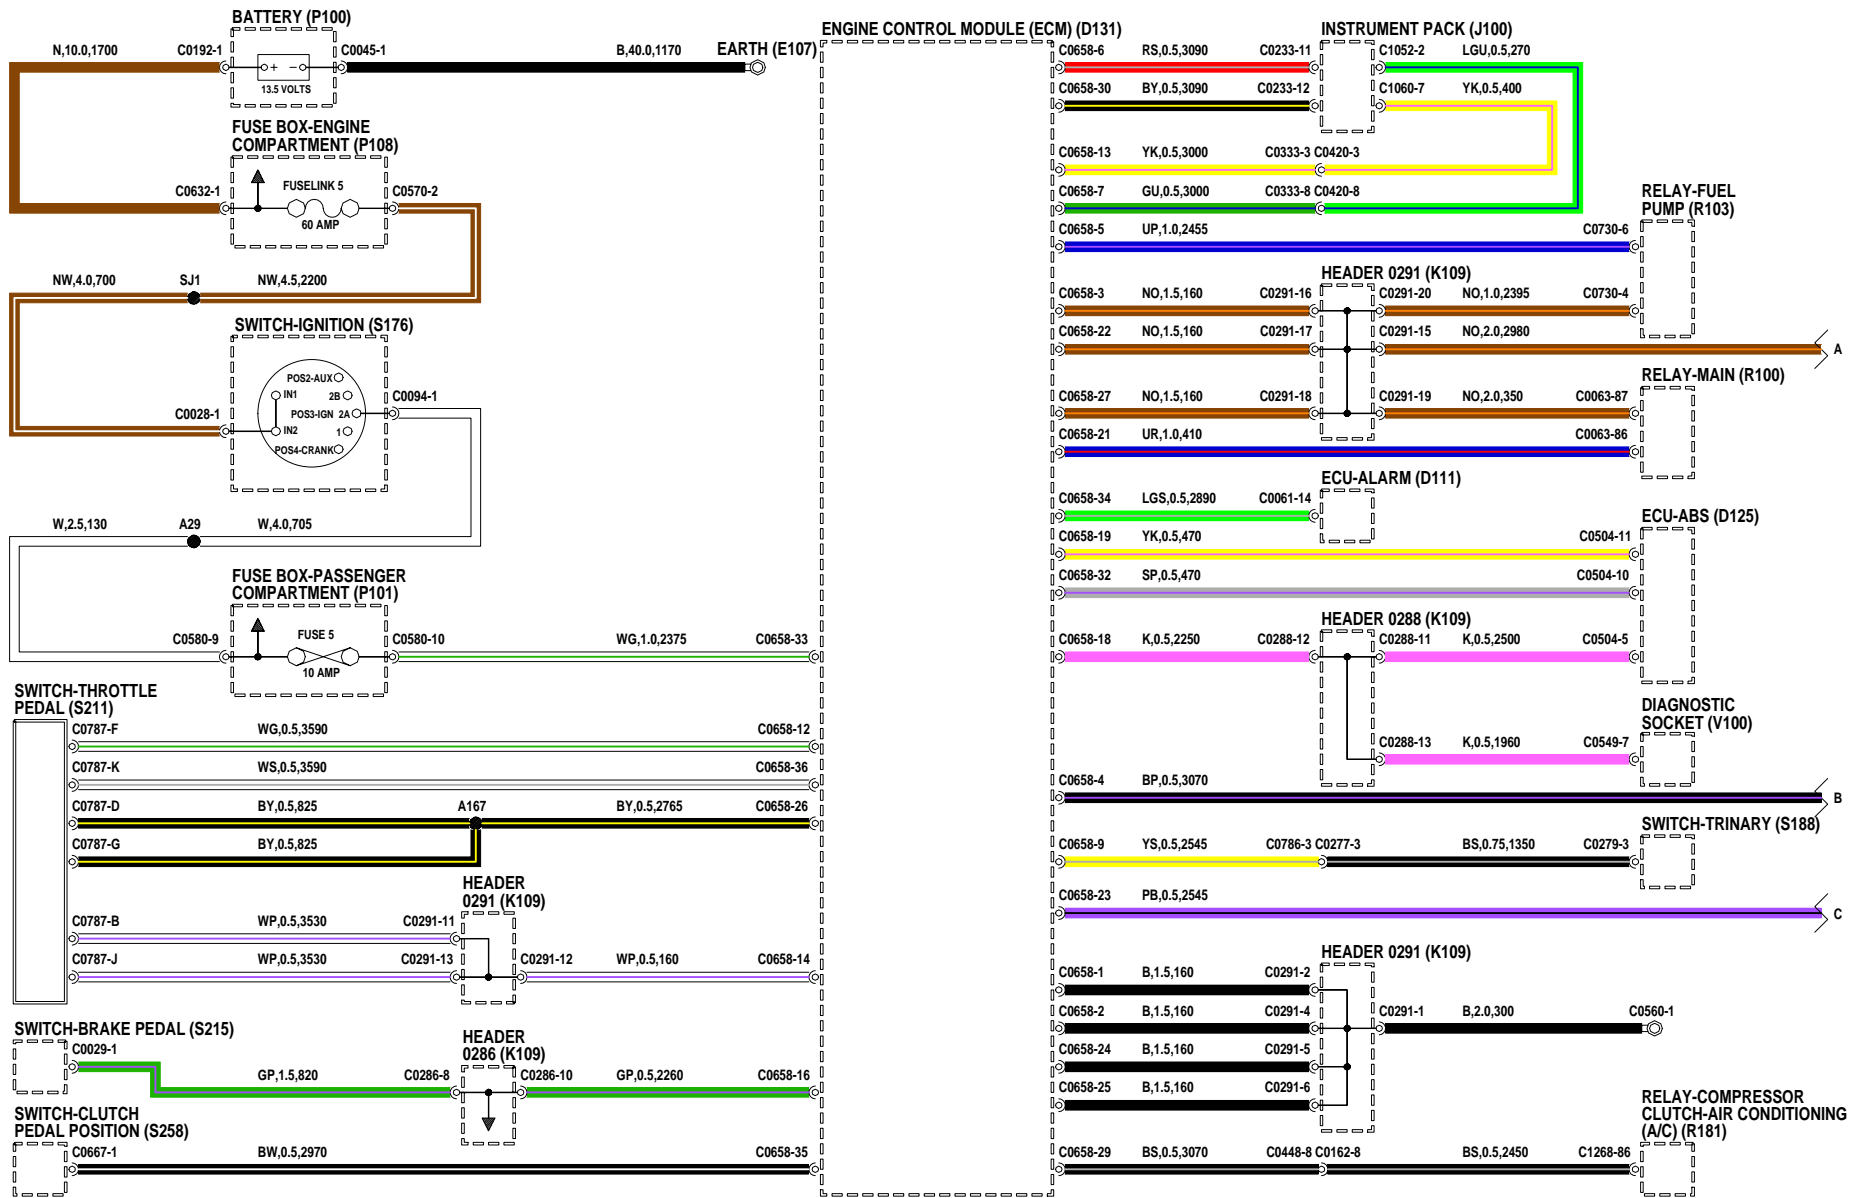 BATTERY (P100)
N,10.0,1700
C0192-1
C0045-1
B,40.0,1170
EARTH (E107)
+ −
13.5 VOLTS
FUSE BOX-ENGINE
COMPARTMENT (P108)
C0632-1
FUSELINK 5
60 AMP
C0570-2
NW,4.0,700
SJ1
NW,4.5,2200
SWITCH-IGNITION (S176)
C0028-1
POS2-AUX
IN1
2B
POS3-IGN
2A
IN2
1
POS4-CRANK
C0094-1
W,2.5,130
A29
W,4.0,705
FUSE BOX-PASSENGER
COMPARTMENT (P101)
C0580-9
FUSE 5
10 AMP
C0580-10
WG,1.0,2375
C0658-33
SWITCH-THROTTLE
PEDAL (S211)
C0787-F
WG,0.5,3590
C0658-12
C0787-K
WS,0.5,3590
C0658-36
C0787-D
BY,0.5,825
A167
BY,0.5,2765
C0658-26
C0787-G
BY,0.5,825
HEADER
0291 (K109)
C0787-B
WP,0.5,3530
C0291-11
C0787-J
WP,0.5,3530
C0291-13
C0291-12
WP,0.5,160
C0658-14
SWITCH-BRAKE PEDAL (S215)
C0029-1
HEADER
0286 (K109)
GP,1.5,820
C0286-8
C0286-10
GP,0.5,2260
C0658-16
SWITCH-CLUTCH
PEDAL POSITION (S258)
C0667-1
BW,0.5,2970
C0658-35
ENGINE CONTROL MODULE (ECM) (D131)
INSTRUMENT PACK (J100)
C0658-6
RS,0.5,3090
C0233-11
C1052-2
LGU,0.5,270
C0658-30
BY,0.5,3090
C0233-12
C1060-7
YK,0.5,400
C0658-13
YK,0.5,3000
C0333-3
C0420-3
C0658-7
GU,0.5,3000
C0333-8
C0420-8
RELAY-FUEL
PUMP (R103)
C0658-5
UP,1.0,2455
C0730-6
HEADER 0291 (K109)
C0658-3
NO,1.5,160
C0291-16
C0291-20
NO,1.0,2395
C0730-4
C0658-22
NO,1.5,160
C0291-17
C0291-15
NO,2.0,2980
A
RELAY-MAIN (R100)
C0658-27
NO,1.5,160
C0291-18
C0291-19
NO,2.0,350
C0063-87
C0658-21
UR,1.0,410
C0063-86
ECU-ALARM (D111)
C0658-34
LGS,0.5,2890
C0061-14
ECU-ABS (D125)
C0658-19
YK,0.5,470
C0504-11
C0658-32
SP,0.5,470
C0504-10
HEADER 0288 (K109)
C0658-18
K,0.5,2250
C0288-12
C0288-11
K,0.5,2500
C0504-5
DIAGNOSTIC
SOCKET (V100)
C0288-13
K,0.5,1960
C0549-7
C0658-4
BP,0.5,3070
B
SWITCH-TRINARY (S188)
C0658-9
YS,0.5,2545
C0786-3
C0277-3
BS,0.75,1350
C0279-3
C0658-23
PB,0.5,2545
C
HEADER 0291 (K109)
C0658-1
B,1.5,160
C0291-2
C0658-2
B,1.5,160
C0291-4
C0291-1
B,2.0,300
C0560-1
C0658-24
B,1.5,160
C0291-5
C0658-25
B,1.5,160
C0291-6
RELAY-COMPRESSOR
CLUTCH-AIR CONDITIONING
(A/C) (R181)
C0658-29
BS,0.5,3070
C0448-8
C0162-8
BS,0.5,2450
C1268-86